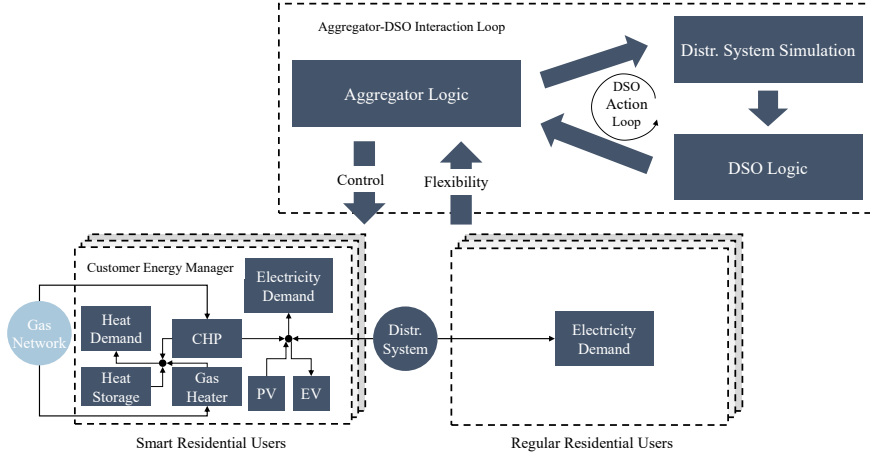 Aggregator-DSO Interaction Loop
Distr. System Simulation
Aggregator Logic
DSO
Action
Loop
DSO Logic
Control
Flexibility
Customer Energy Manager
Electricity
Demand
Gas
Network
Heat
Demand
CHP
Heat
Storage
Gas
Heater
PV
EV
Distr.
System
Electricity
Demand
Smart Residential Users
Regular Residential Users